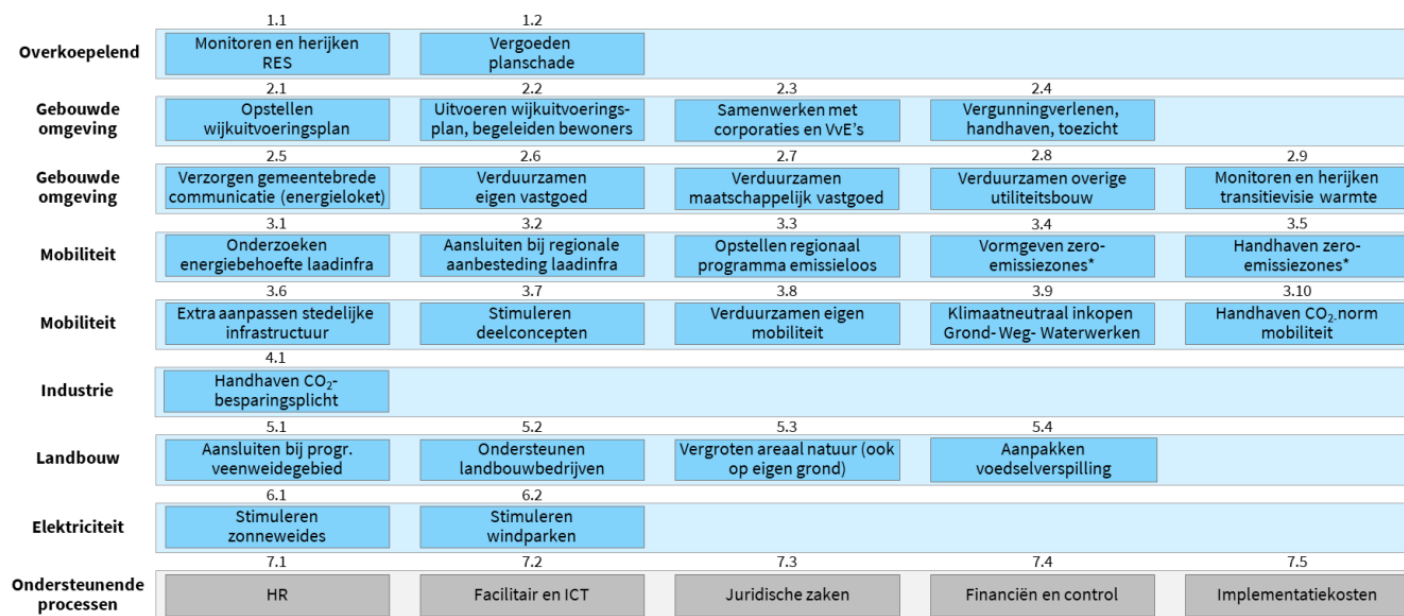 1.1 1.2
Overkoepelend
Monitoren en herijken
RES
Vergoeden
planschade
2.1 2.2 2.3 2.4
Gebouwde
omgeving
Opstellen
wijkuitvoeringsplan
Uitvoeren wijkuitvoerings-
plan, begeleiden bewoners
Samenwerken met
corporaties en VvE's
Vergunningverlenen,
handhaven, toezicht
2.5 2.6 2.7 2.8 2.9
Gebouwde
omgeving
Verzorgen gemeentebrede
communicatie (energieloket)
Verduurzamen
eigen vastgoed
Verduurzamen
maatschappelijk vastgoed
Verduurzamen overige
utiliteitsbouw
Monitoren en herijken
transitievisie warmte
3.1 3.2 3.3 3.4 3.5
Mobiliteit
Onderzoeken
energiebehoefte laadinfra
Aansluiten bij regionale
aanbesteding laadinfra
Opstellen regionaal
programma emissieloos
Vormgeven zero-
emissiezones*
Handhaven zero-
emissiezones*
3.6 3.7 3.8 3.9 3.10
Mobiliteit
Extra aanpassen stedelijke
infrastructuur
Stimuleren
deelconcepten
Verduurzamen eigen
mobiliteit
Klimaatneutraal inkopen
Grond- Weg- Waterwerken
Handhaven CO₂-norm
mobiliteit
4.1
Industrie
Handhaven CO₂-
besparingsplicht
5.1 5.2 5.3 5.4
Landbouw
Aansluiten bij progr.
veenweidegebied
Ondersteunen
landbouwbedrijven
Vergroten areaal natuur (ook
op eigen grond)
Aanpakken
voedselverspilling
6.1 6.2
Elektriciteit
Stimuleren
zonneweides
Stimuleren
windparken
7.1 7.2 7.3 7.4 7.5
Ondersteunende
processen
HR
Facilitair en ICT
Juridische zaken
Financiën en control
Implementatiekosten